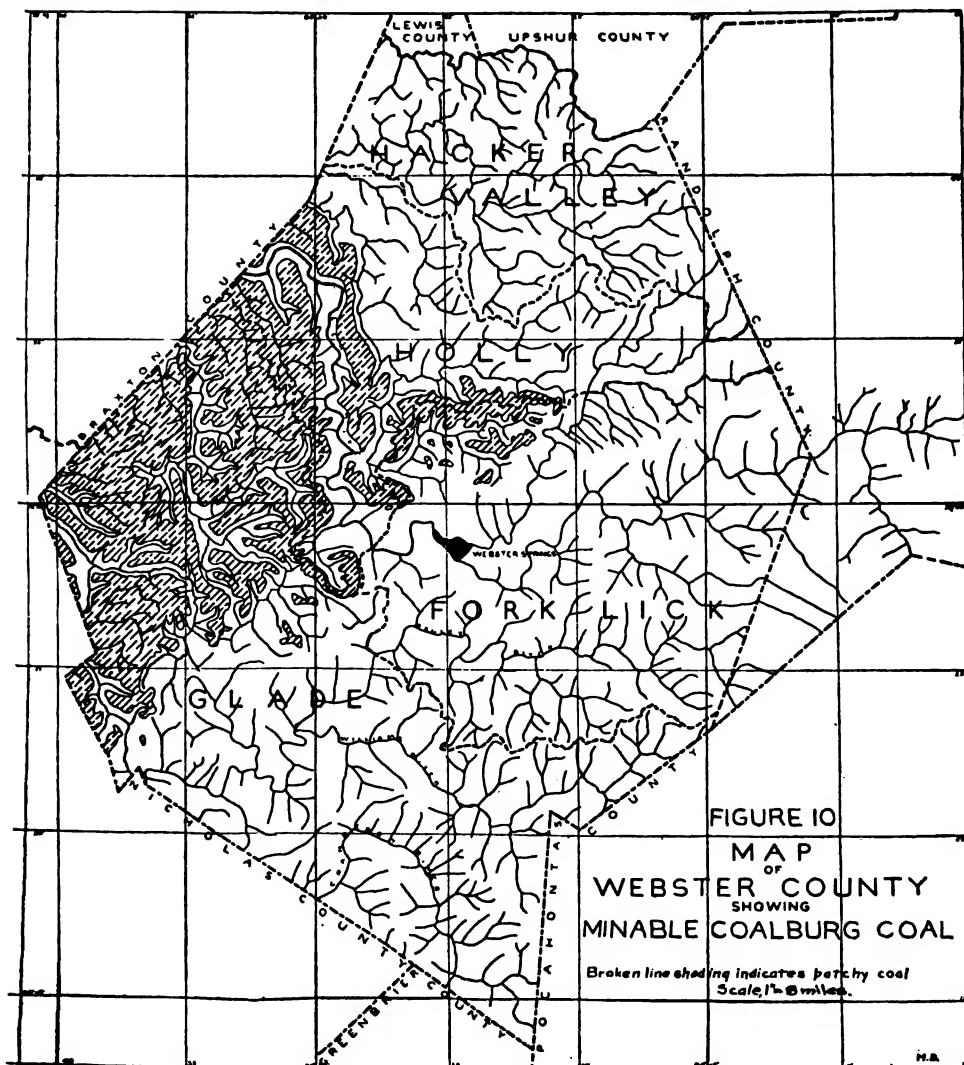 LEWIS
COUNTY
UPSHUR COUNTY
HACKER
VALLEY
RANDOLPH COUNTY
BRAXTON COUNTY
HOLLY
WEBSTER SPRINGS
FORK LICK
GLADE
WILLIAMS
NICHOLAS COUNTY
GREENBRIER COUNTY
POCAHONTAS COUNTY
FIGURE 10
MAP
OF
WEBSTER COUNTY
SHOWING
MINABLE COALBURG COAL
Broken line shading indicates patchy coal
Scale, 1"= 8 miles.